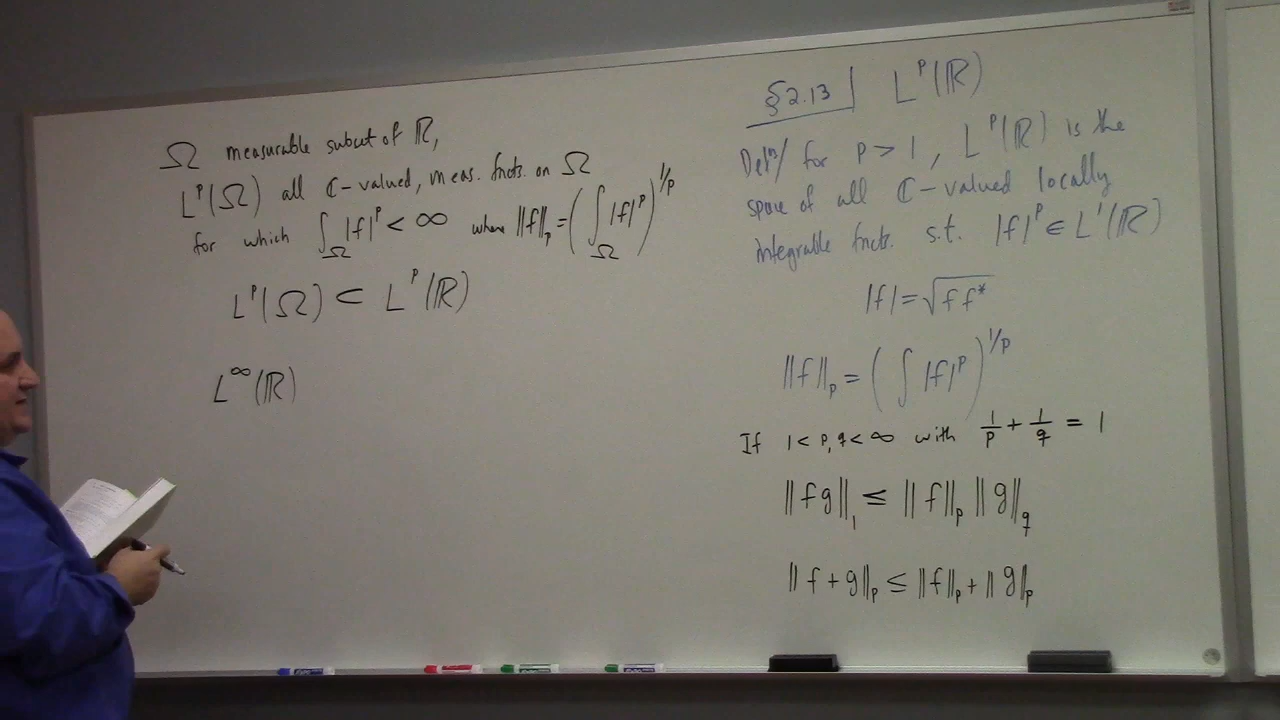 Ω measurable subset of ℝ,
L^p(Ω) all ℂ-valued, meas. fncts. on Ω
for which ∫_Ω |f|^p < ∞ where ‖f‖_p = (∫_Ω |f|^p)^{1/p}
L^p(Ω) ⊂ L^p(ℝ)
L^∞(ℝ)
§2.13 L^p(ℝ)
Defⁿ/ for p > 1, L^p(ℝ) is the
space of all ℂ-valued locally
integrable fncts. s.t. |f|^p ∈ L^1(ℝ)
|f| = √(f f*)
‖f‖_p = (∫ |f|^p)^{1/p}
If 1 < p, q < ∞ with 1/p + 1/q = 1
‖fg‖_1 ≤ ‖f‖_p ‖g‖_q
‖f + g‖_p ≤ ‖f‖_p + ‖g‖_p